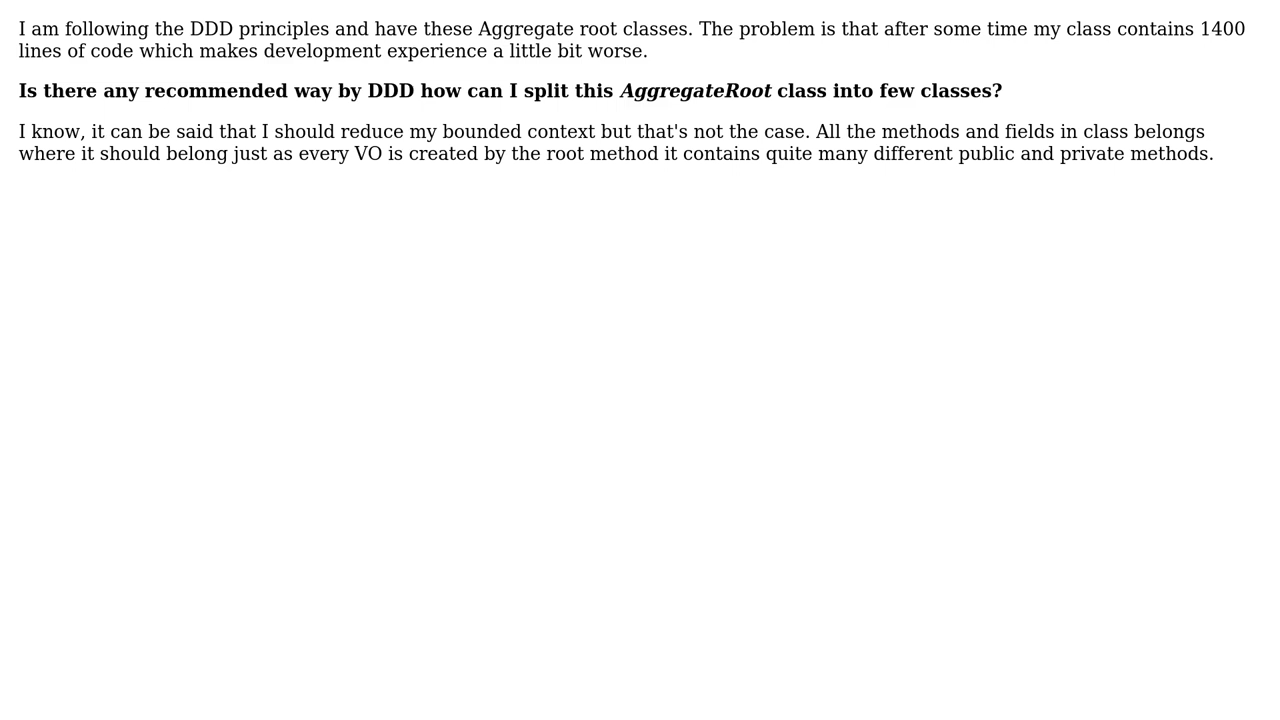 I am following the DDD principles and have these Aggregate root classes. The problem is that after some time my class contains 1400
lines of code which makes development experience a little bit worse.
Is there any recommended way by DDD how can I split this AggregateRoot class into few classes?
I know, it can be said that I should reduce my bounded context but that's not the case. All the methods and fields in class belongs
where it should belong just as every VO is created by the root method it contains quite many different public and private methods.